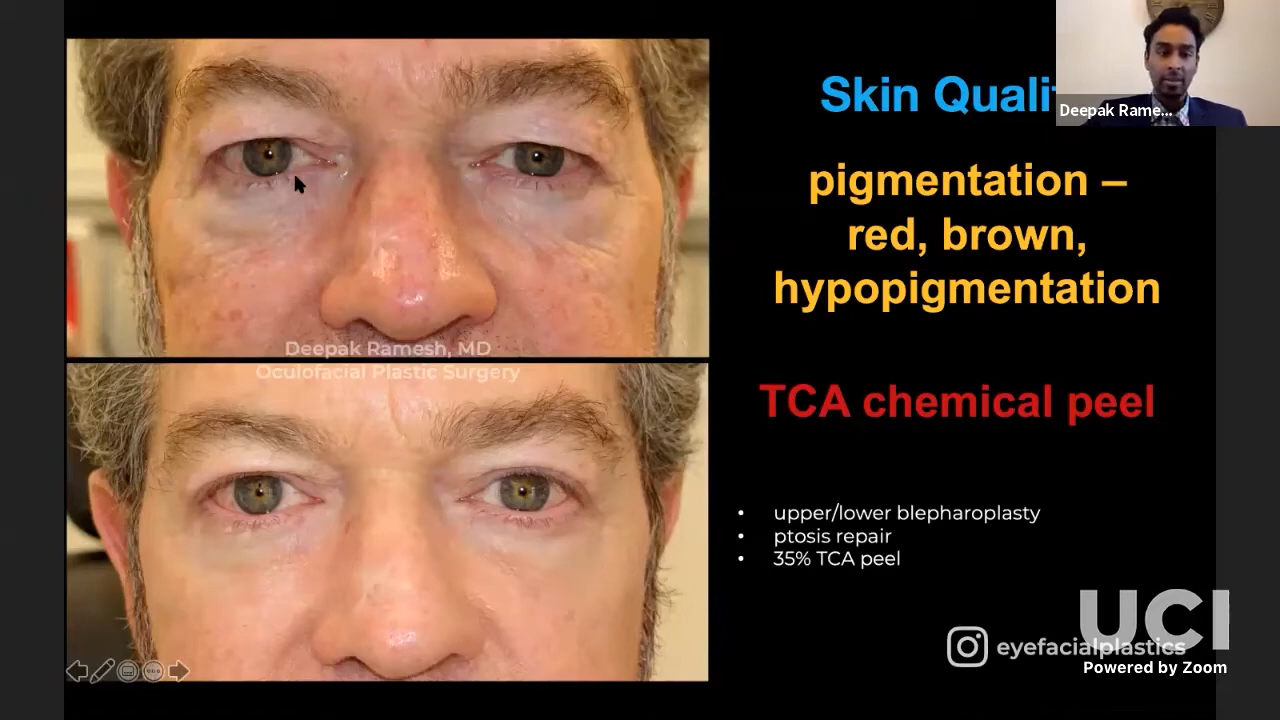 Skin Qualit
Deepak Rame...
pigmentation –
red, brown,
hypopigmentation
TCA chemical peel
• upper/lower blepharoplasty
• ptosis repair
• 35% TCA peel
Deepak Ramesh, MD
Oculofacial Plastic Surgery
eyefacialplastics
UCI
Powered by Zoom